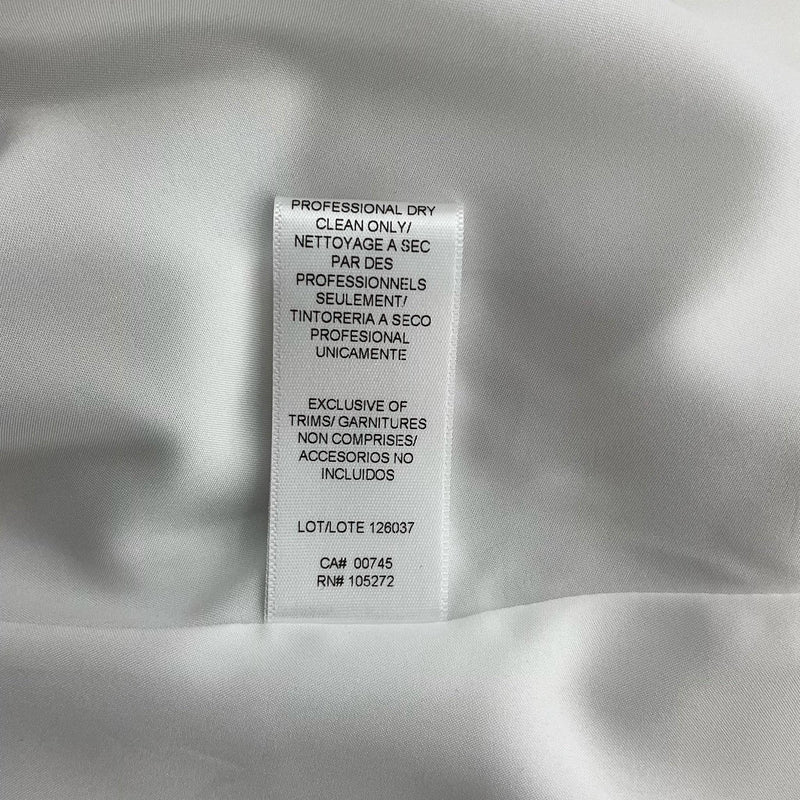 PROFESSIONAL DRY
CLEAN ONLY/
NETTOYAGE A SEC
PAR DES
PROFESSIONNELS
SEULEMENT/
TINTORERIA A SECO
PROFESIONAL
UNICAMENTE
EXCLUSIVE OF
TRIMS/ GARNITURES
NON COMPRISES/
ACCESORIOS NO
INCLUIDOS
LOT/LOTE 126037
CA# 00745
RN# 105272